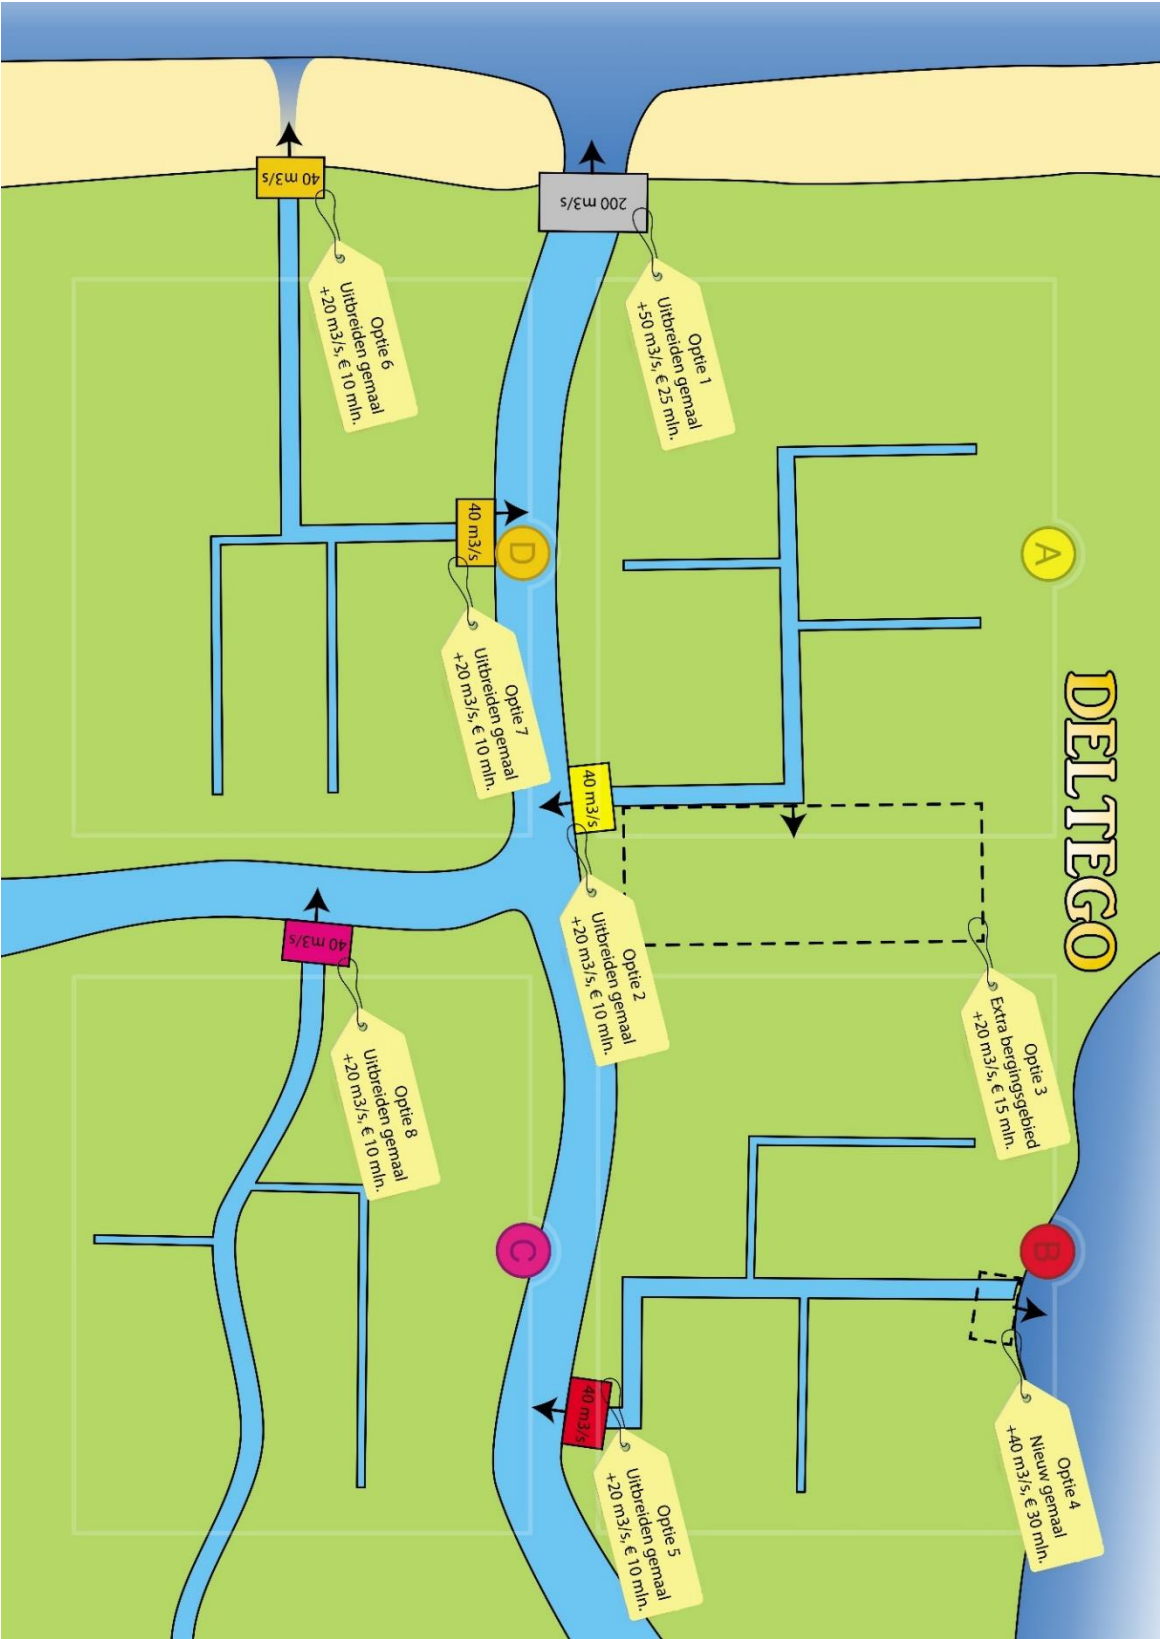 DELTEGO
A
B
C
D
200 m3/s
Optie 1
Uitbreiden gemaal
+50 m3/s, € 25 mln.
40 m3/s
Optie 2
Uitbreiden gemaal
+20 m3/s, € 10 mln.
Optie 3
Extra bergingsgebied
+20 m3/s, € 15 mln.
Optie 4
Nieuw gemaal
+40 m3/s, € 30 mln.
40 m3/s
Optie 5
Uitbreiden gemaal
+20 m3/s, € 10 mln.
40 m3/s
Optie 6
Uitbreiden gemaal
+20 m3/s, € 10 mln.
40 m3/s
Optie 7
Uitbreiden gemaal
+20 m3/s, € 10 mln.
40 m3/s
Optie 8
Uitbreiden gemaal
+20 m3/s, € 10 mln.